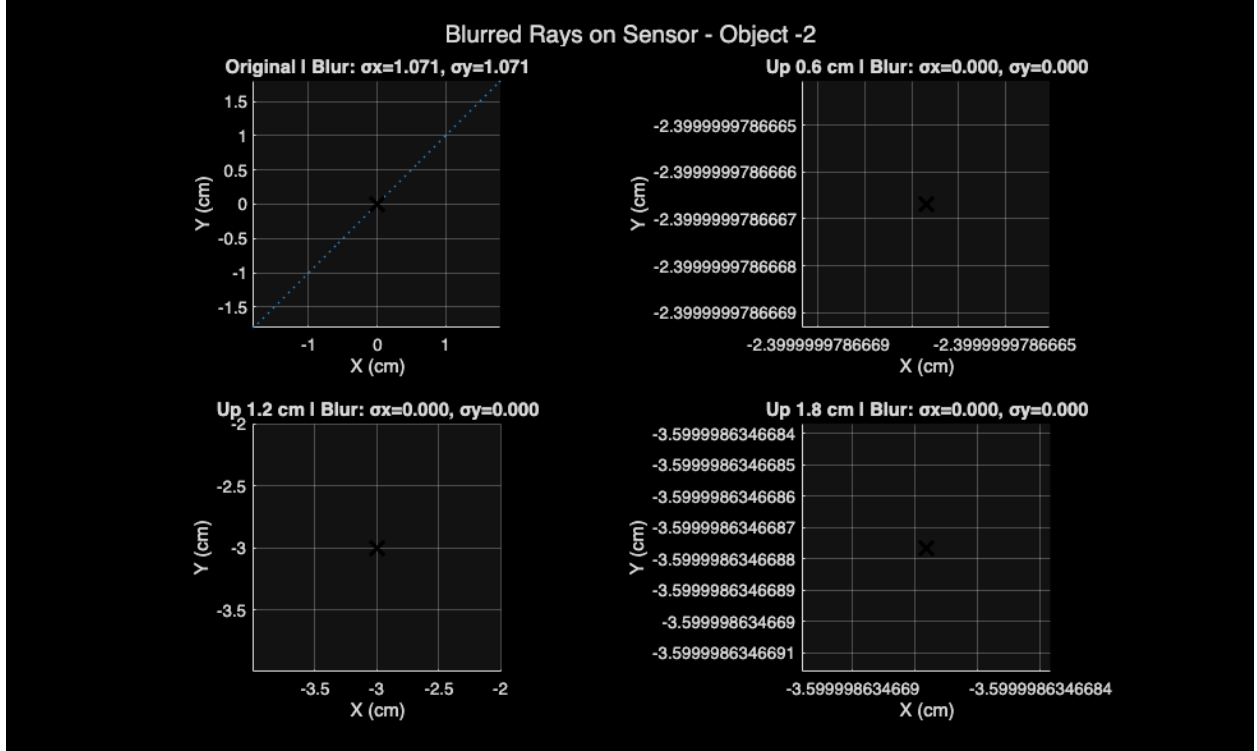 Blurred Rays on Sensor - Object -2
Original | Blur: σx=1.071, σy=1.071
1.5
1
0.5
0
-0.5
-1
-1.5
Y (cm)
-1 0 1
X (cm)
Up 0.6 cm | Blur: σx=0.000, σy=0.000
-2.3999999786665
-2.3999999786666
-2.3999999786667
-2.3999999786668
-2.3999999786669
Y (cm)
-2.3999999786669 -2.3999999786665
X (cm)
Up 1.2 cm | Blur: σx=0.000, σy=0.000
-2
-2.5
-3
-3.5
Y (cm)
-3.5 -3 -2.5 -2
X (cm)
Up 1.8 cm | Blur: σx=0.000, σy=0.000
-3.5999986346684
-3.5999986346685
-3.5999986346686
-3.5999986346687
-3.5999986346688
-3.5999986346689
-3.599998634669
-3.5999986346691
Y (cm)
-3.599998634669 -3.5999986346684
X (cm)